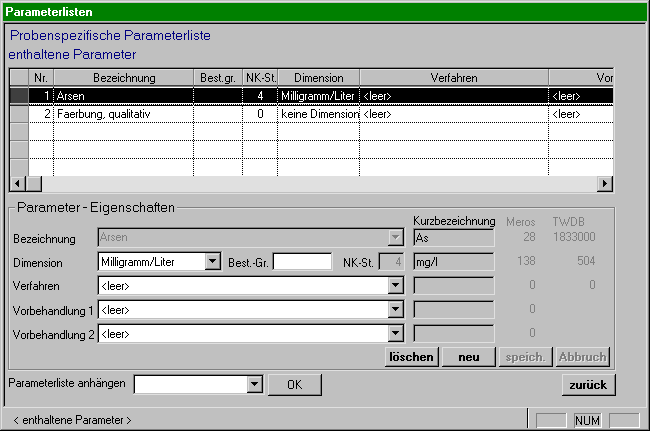 Parameterlisten
Probenspezifische Parameterliste
enthaltene Parameter
Nr. Bezeichnung Best.gr. NK-St. Dimension Verfahren Vor
1 Arsen 4 Milligramm/Liter <leer> <leer>
2 Faerbung, qualitativ 0 keine Dimension <leer> <leer>
Parameter - Eigenschaften
Kurzbezeichnung Meros TWDB
Bezeichnung Arsen As 28 1833000
Dimension Milligramm/Liter Best.-Gr. NK-St. 4 mg/l 138 504
Verfahren <leer> 0 0
Vorbehandlung 1 <leer> 0
Vorbehandlung 2 <leer> 0
löschen neu speich. Abbruch
Parameterliste anhängen OK zurück
< enthaltene Parameter > NUM